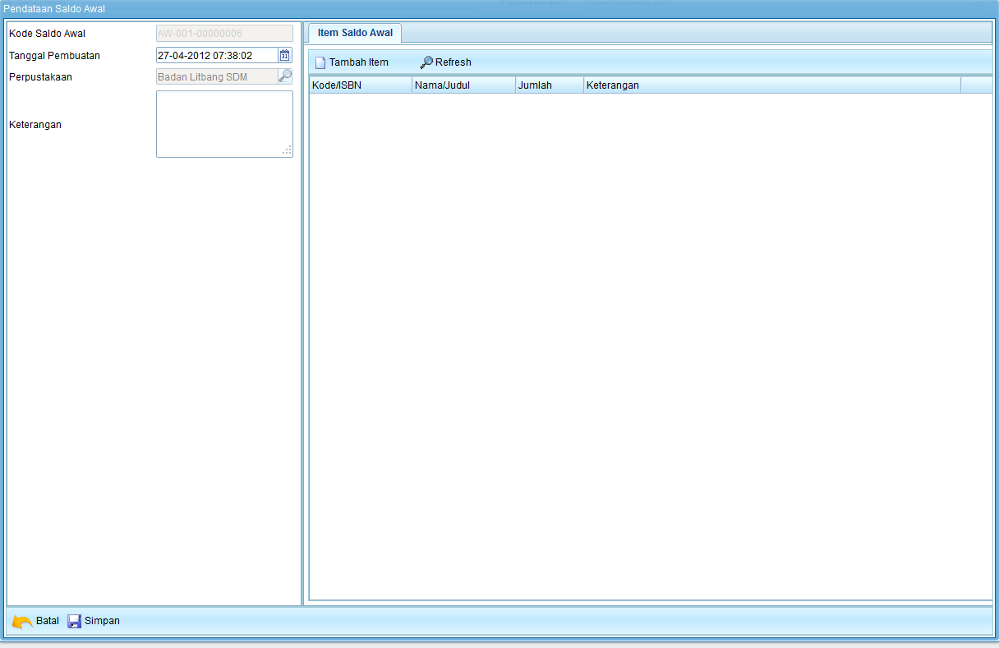 Pendataan Saldo Awal
Kode Saldo Awal AW-001-00000006
Tanggal Pembuatan 27-04-2012 07:38:02 31
Perpustakaan Badan Litbang SDM
Keterangan
Item Saldo Awal
Tambah Item Refresh
Kode/ISBN Nama/Judul Jumlah Keterangan
Batal Simpan